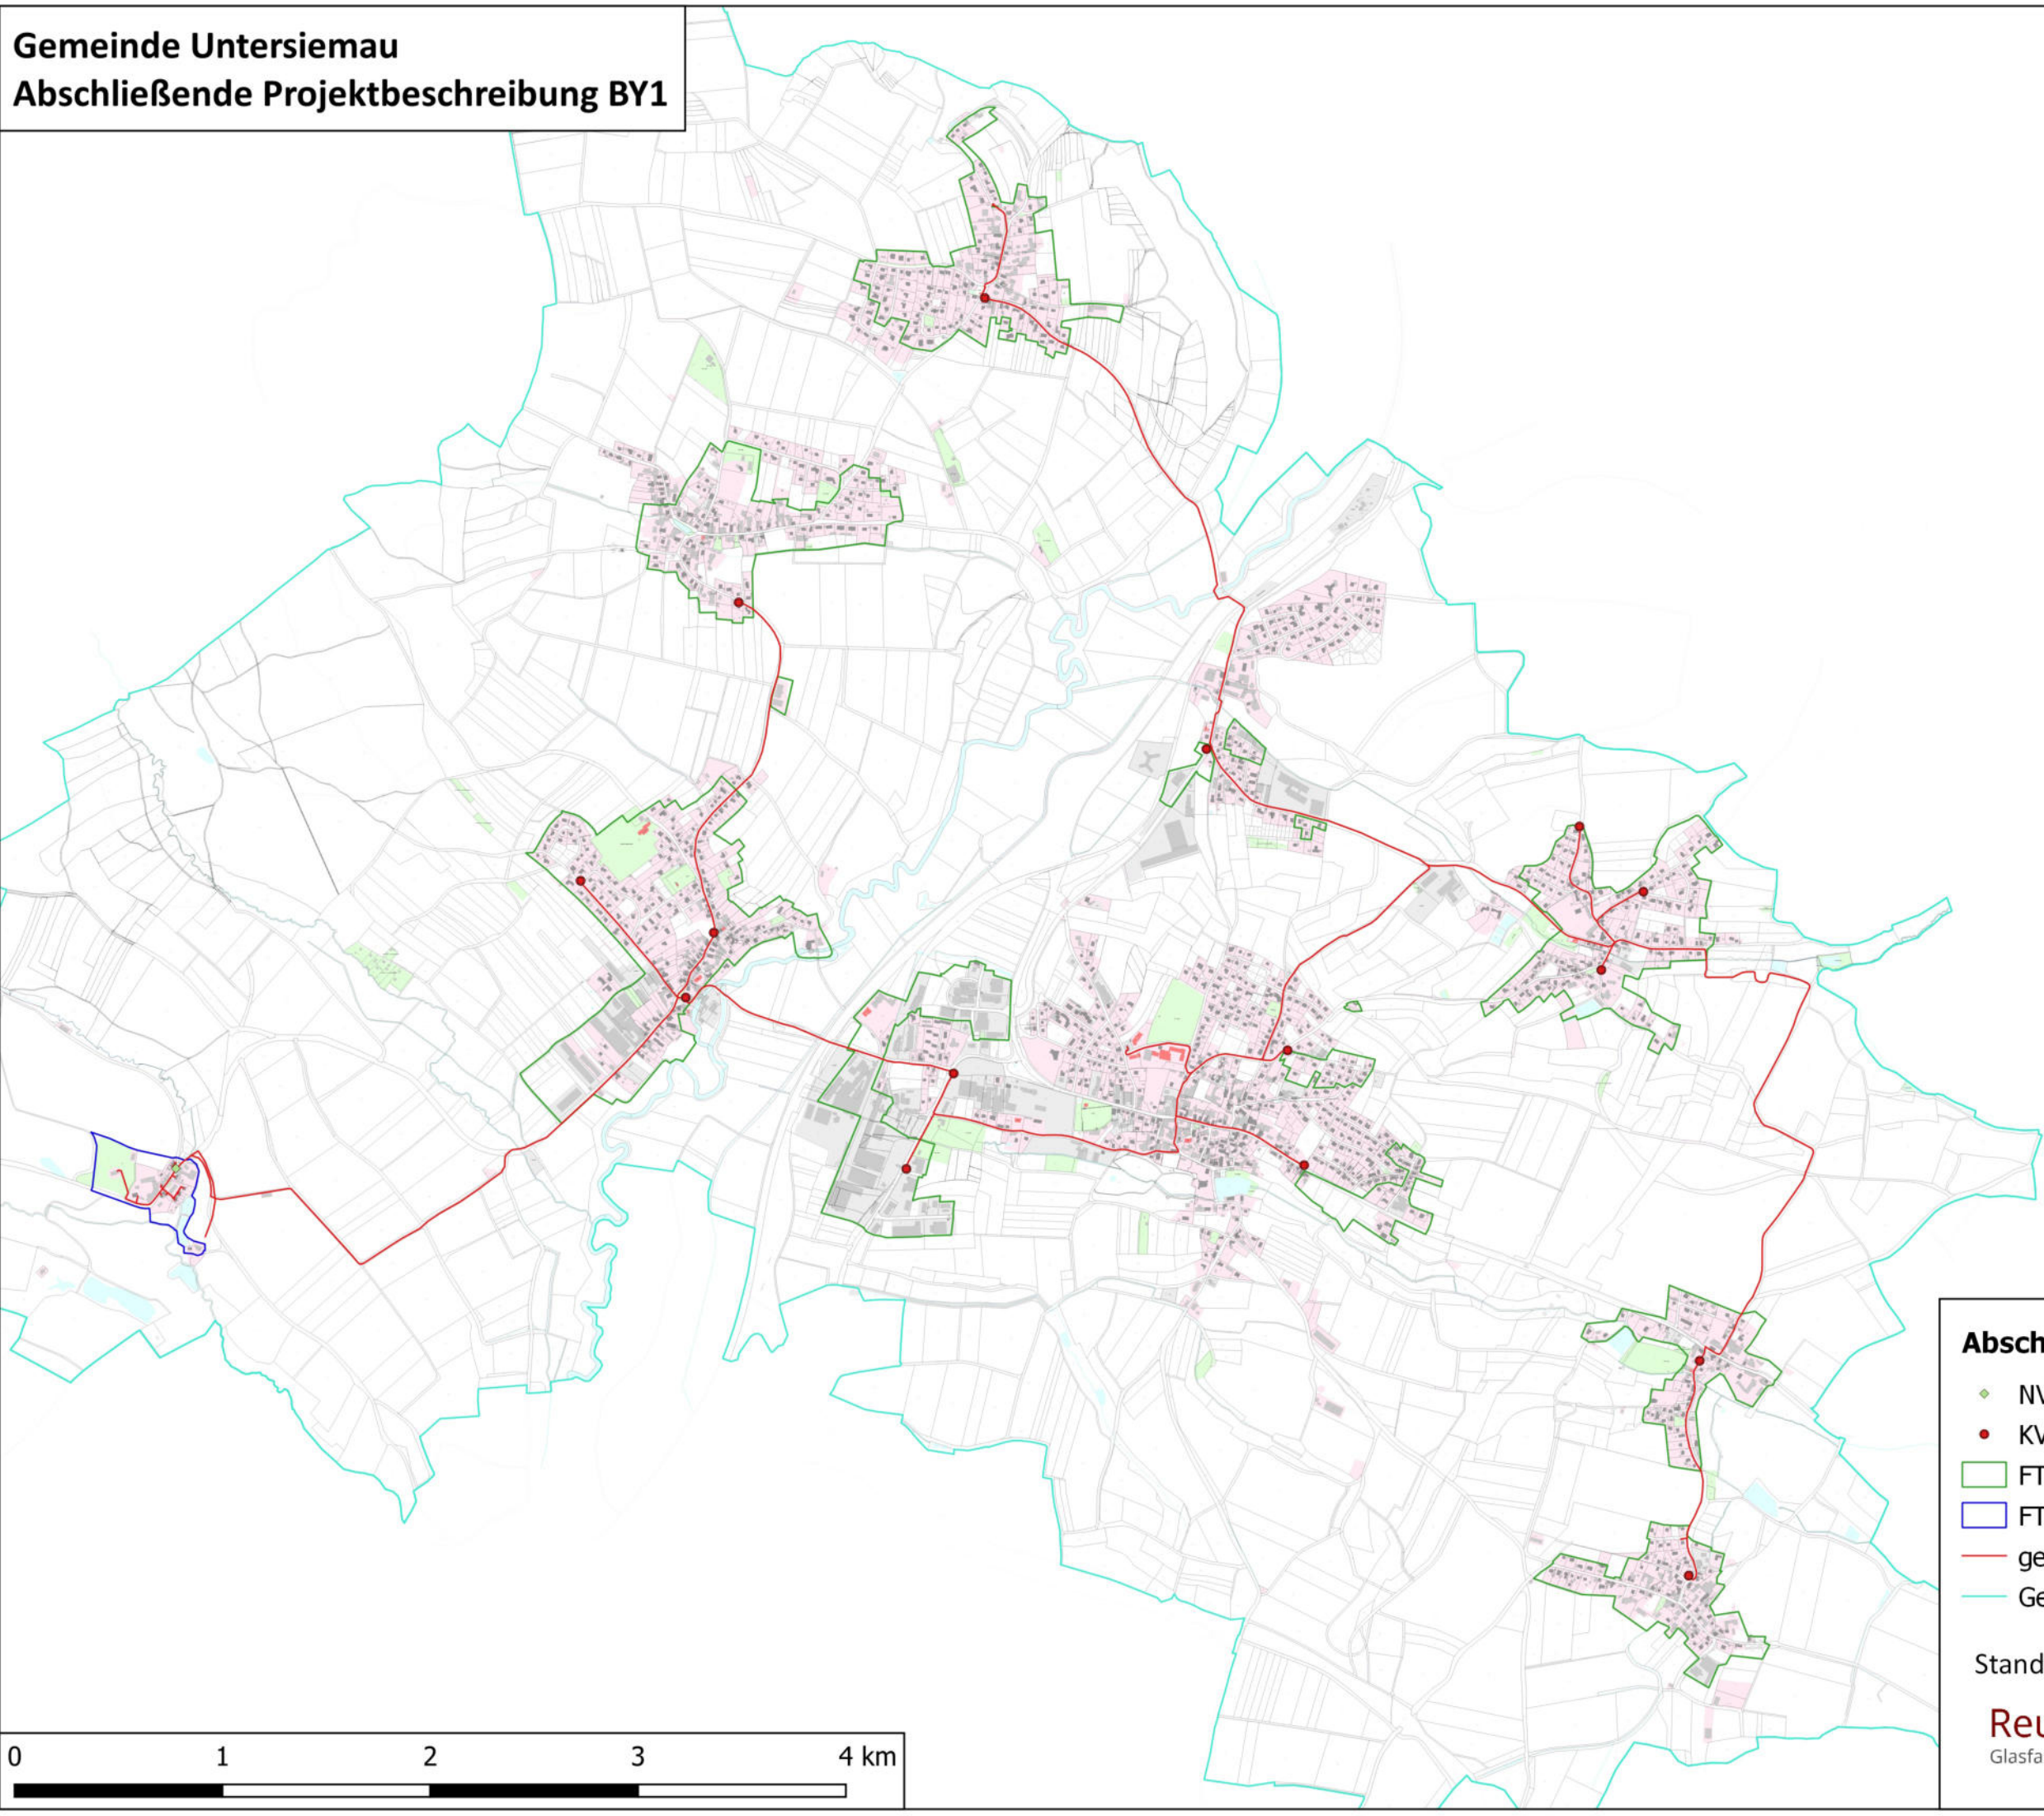 Gemeinde Untersiemau
Abschließende Projektbeschreibung BY1
Absch
NV
KV
FT
FT
ge
Ge
Stand
Reu
Glasfa
0 1 2 3 4 km